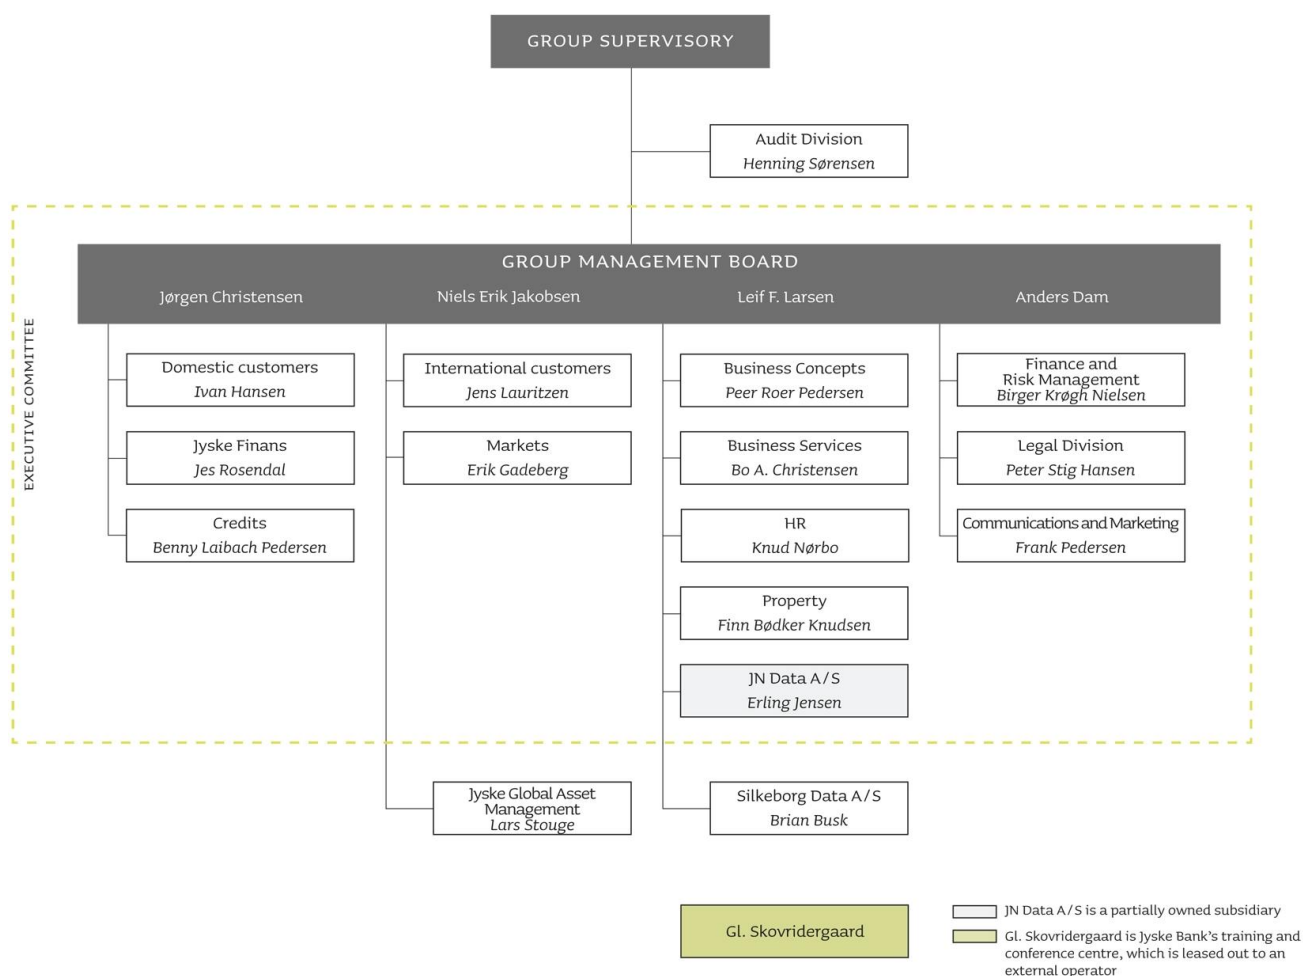 GROUP SUPERVISORY
Audit Division
Henning Sørensen
EXECUTIVE COMMITTEE
GROUP MANAGEMENT BOARD
Jørgen Christensen
Niels Erik Jakobsen
Leif F. Larsen
Anders Dam
Domestic customers
Ivan Hansen
Jyske Finans
Jes Rosendal
Credits
Benny Laibach Pedersen
International customers
Jens Lauritzen
Markets
Erik Gadeberg
Jyske Global Asset
Management
Lars Stouge
Business Concepts
Peer Roer Pedersen
Business Services
Bo A. Christensen
HR
Knud Nørbo
Property
Finn Bødker Knudsen
JN Data A/S
Erling Jensen
Silkeborg Data A/S
Brian Busk
Finance and
Risk Management
Birger Krøgh Nielsen
Legal Division
Peter Stig Hansen
Communications and Marketing
Frank Pedersen
Gl. Skovridergaard
JN Data A/S is a partially owned subsidiary
Gl. Skovridergaard is Jyske Bank's training and
conference centre, which is leased out to an
external operator